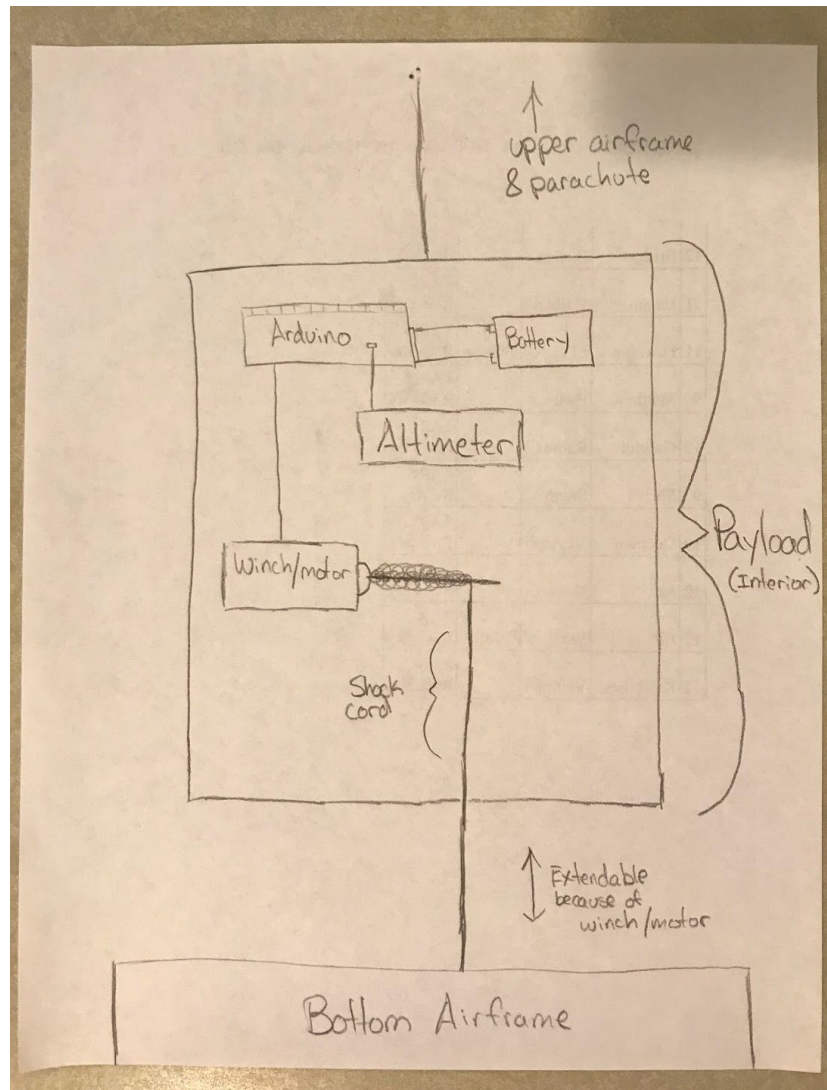 upper airframe
& parachute
Arduino
Battery
Altimeter
Winch/motor
Payload
(Interior)
Shock
cord
Extendable
because of
winch/motor
Bottom Airframe